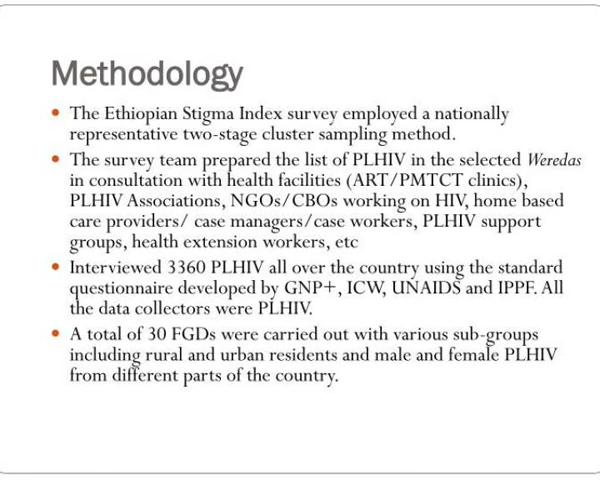 Methodology
• The Ethiopian Stigma Index survey employed a nationally
representative two-stage cluster sampling method.
• The survey team prepared the list of PLHIV in the selected Weredas
in consultation with health facilities (ART/PMTCT clinics),
PLHIV Associations, NGOs/CBOs working on HIV, home based
care providers/ case managers/case workers, PLHIV support
groups, health extension workers, etc
• Interviewed 3360 PLHIV all over the country using the standard
questionnaire developed by GNP+, ICW, UNAIDS and IPPF. All
the data collectors were PLHIV.
• A total of 30 FGDs were carried out with various sub-groups
including rural and urban residents and male and female PLHIV
from different parts of the country.